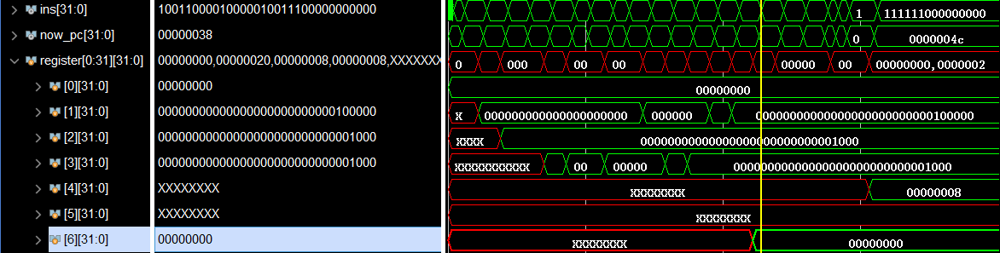 ins[31:0] 10011000010000010011100000000000 1 111111000000000
now_pc[31:0] 00000038 0 0000004c
register[0:31][31:0] 00000000,00000020,00000008,00000008,XXXXXXX 0 000 00 00 00000 00 00000000,0000002
[0][31:0] 00000000 00000000
[1][31:0] 00000000000000000000000000100000 X 000000000000000000000 000000 00000000000000000000000000100000
[2][31:0] 00000000000000000000000000001000 XXXX 00000000000000000000000000001000
[3][31:0] 00000000000000000000000000001000 XXXXXXXXXXX 00 00000 00000000000000000000000000001000
[4][31:0] XXXXXXXX XXXXXXXX 00000008
[5][31:0] XXXXXXXX XXXXXXXX
[6][31:0] 00000000 XXXXXXXX 00000000